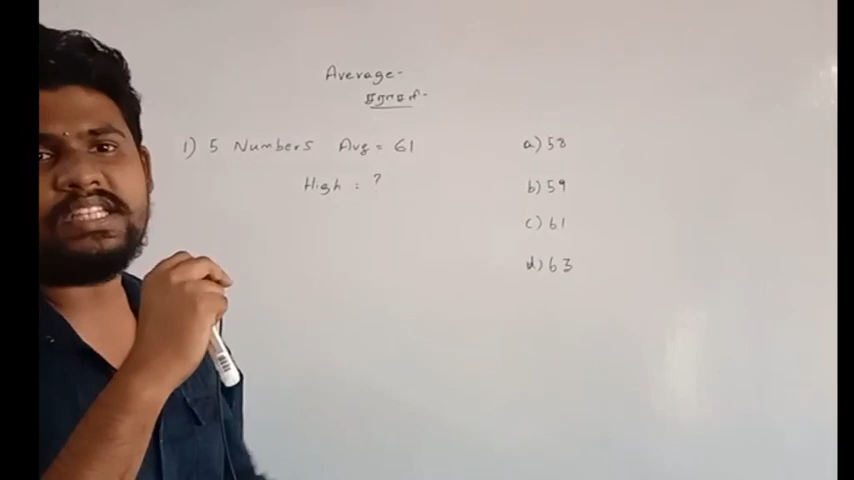 Average-
சராசரி-
1) 5 Numbers Avg = 61
High = ?
a) 58
b) 59
c) 61
d) 63